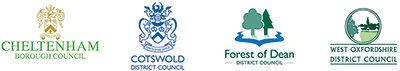 CHELTENHAM
BOROUGH COUNCIL
COTSWOLD
DISTRICT COUNCIL
Forest of Dean
DISTRICT COUNCIL
WEST OXFORDSHIRE
DISTRICT COUNCIL